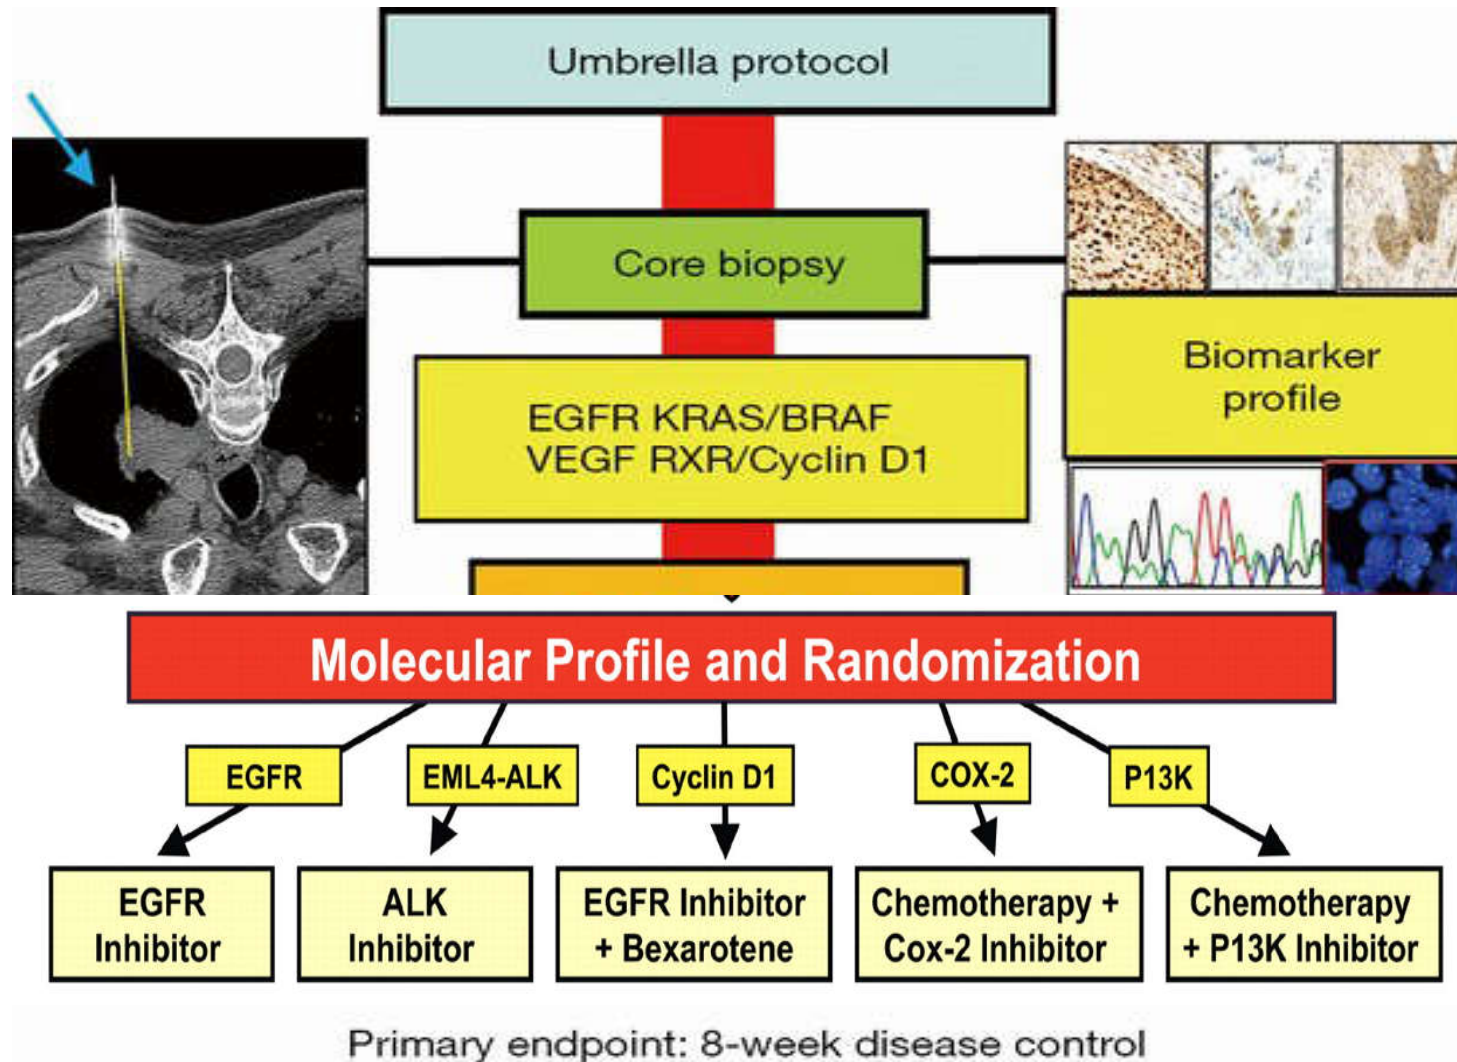 Umbrella protocol
Core biopsy
EGFR KRAS/BRAF
VEGF RXR/Cyclin D1
Biomarker
profile
Molecular Profile and Randomization
EGFR
EML4-ALK
Cyclin D1
COX-2
P13K
EGFR
Inhibitor
ALK
Inhibitor
EGFR Inhibitor
+ Bexarotene
Chemotherapy +
Cox-2 Inhibitor
Chemotherapy
+ P13K Inhibitor
Primary endpoint: 8-week disease control